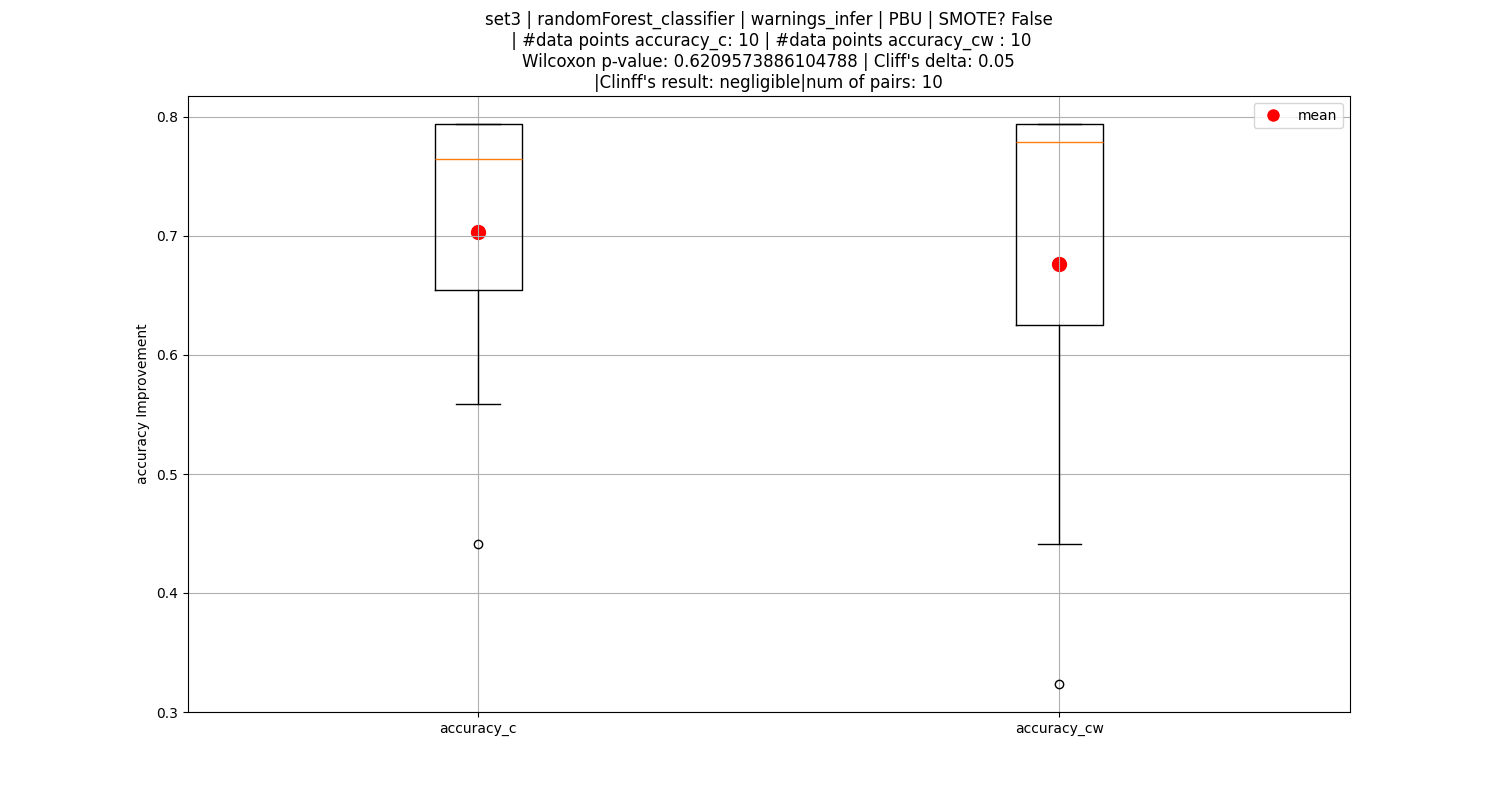 set3 | randomForest_classifier | warnings_infer | PBU | SMOTE? False
| #data points accuracy_c: 10 | #data points accuracy_cw : 10
Wilcoxon p-value: 0.6209573886104788 | Cliff's delta: 0.05
|Clinff's result: negligible|num of pairs: 10
mean
0.8
0.7
0.6
0.5
0.4
0.3
accuracy Improvement
accuracy_c
accuracy_cw